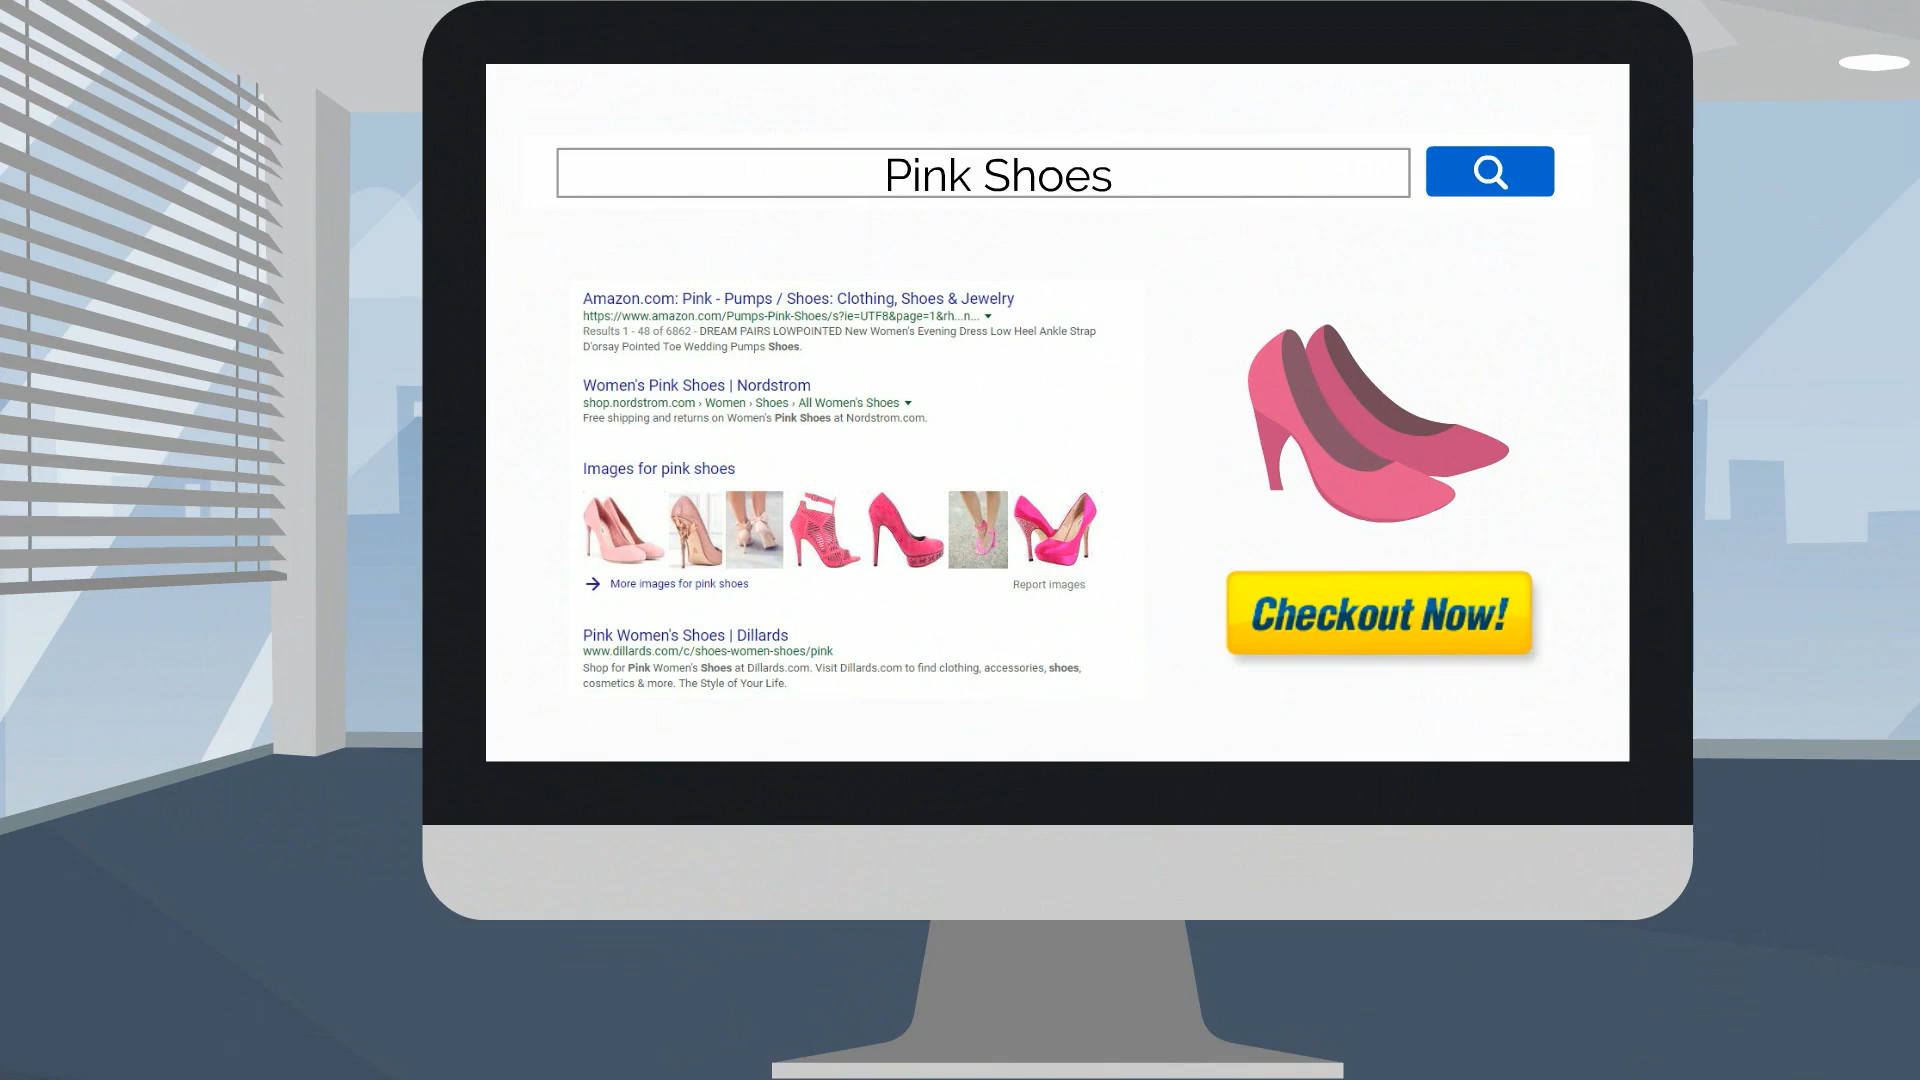 Pink Shoes
Amazon.com: Pink - Pumps / Shoes: Clothing, Shoes & Jewelry
https://www.amazon.com/Pumps-Pink-Shoes/s?ie=UTF8&page=1&rh...n...
Results 1 - 48 of 6862 - DREAM PAIRS LOWPOINTED New Women's Evening Dress Low Heel Ankle Strap
D'orsay Pointed Toe Wedding Pumps Shoes.
Women's Pink Shoes | Nordstrom
shop.nordstrom.com › Women › Shoes › All Women's Shoes
Free shipping and returns on Women's Pink Shoes at Nordstrom.com.
Images for pink shoes
More images for pink shoes
Report images
Pink Women's Shoes | Dillards
www.dillards.com/c/shoes-women-shoes/pink
Shop for Pink Women's Shoes at Dillards.com. Visit Dillards.com to find clothing, accessories, shoes,
cosmetics & more. The Style of Your Life.
Checkout Now!